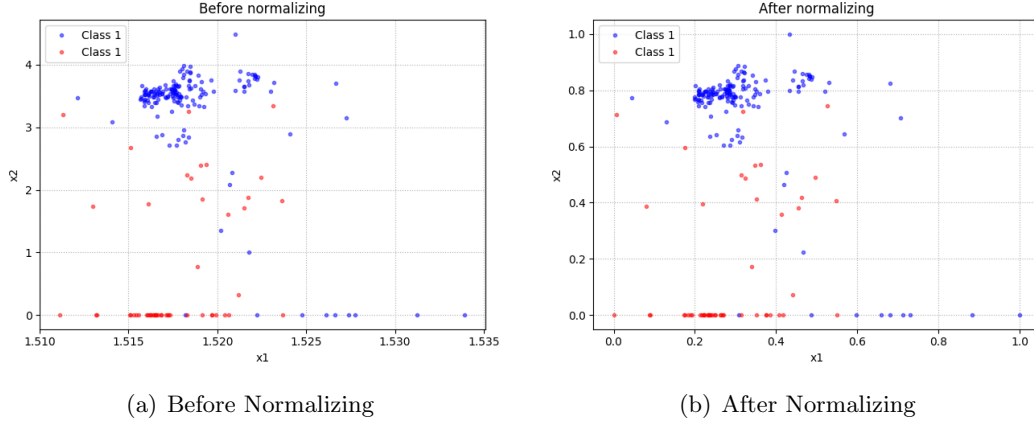 Before normalizing
Class 1
Class 1
4
3
2
1
0
x2
1.510
1.515
1.520
1.525
1.530
1.535
x1
(a) Before Normalizing
After normalizing
Class 1
Class 1
1.0
0.8
0.6
0.4
0.2
0.0
x2
0.0
0.2
0.4
0.6
0.8
1.0
x1
(b) After Normalizing